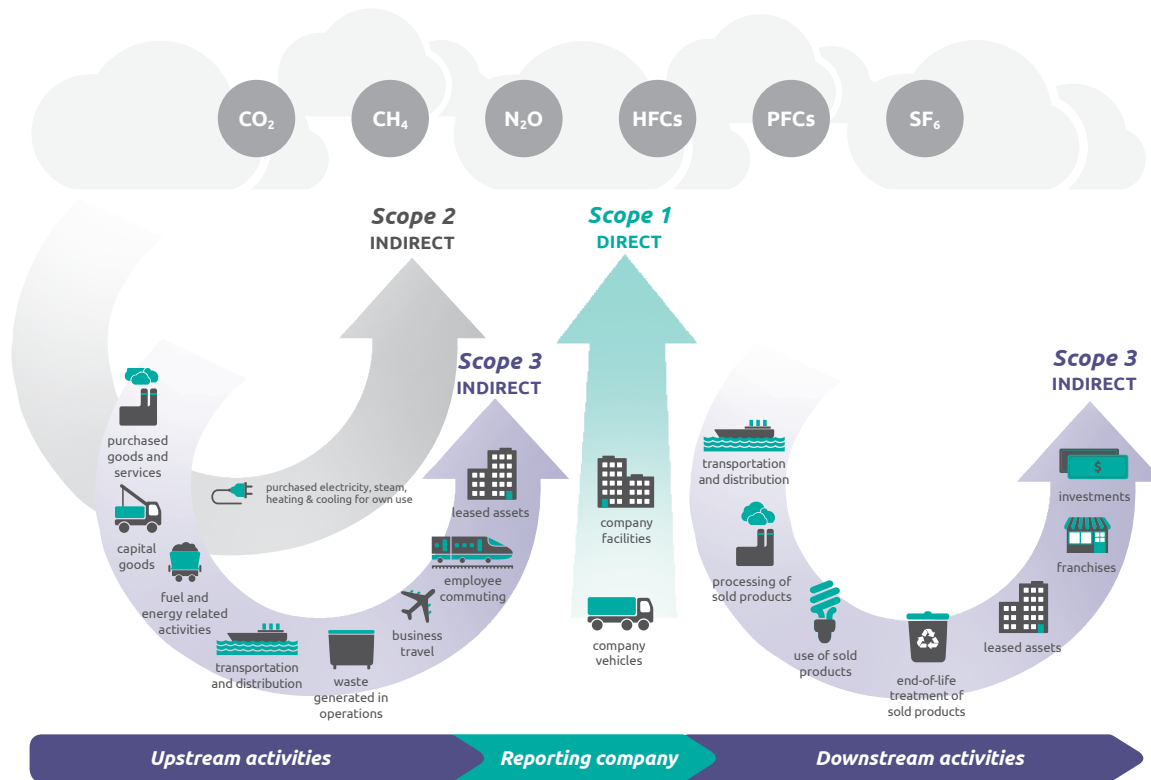 CO₂
CH₄
N₂O
HFCs
PFCs
SF₆
Scope 2
INDIRECT
Scope 1
DIRECT
Scope 3
INDIRECT
Scope 3
INDIRECT
purchased
goods and
services
capital
goods
fuel and
energy related
activities
purchased electricity, steam,
heating & cooling for own use
transportation
and distribution
waste
generated in
operations
business
travel
employee
commuting
leased assets
company
facilities
company
vehicles
transportation
and distribution
processing of
sold products
use of sold
products
end-of-life
treatment of
sold products
leased assets
franchises
$
investments
Upstream activities
Reporting company
Downstream activities